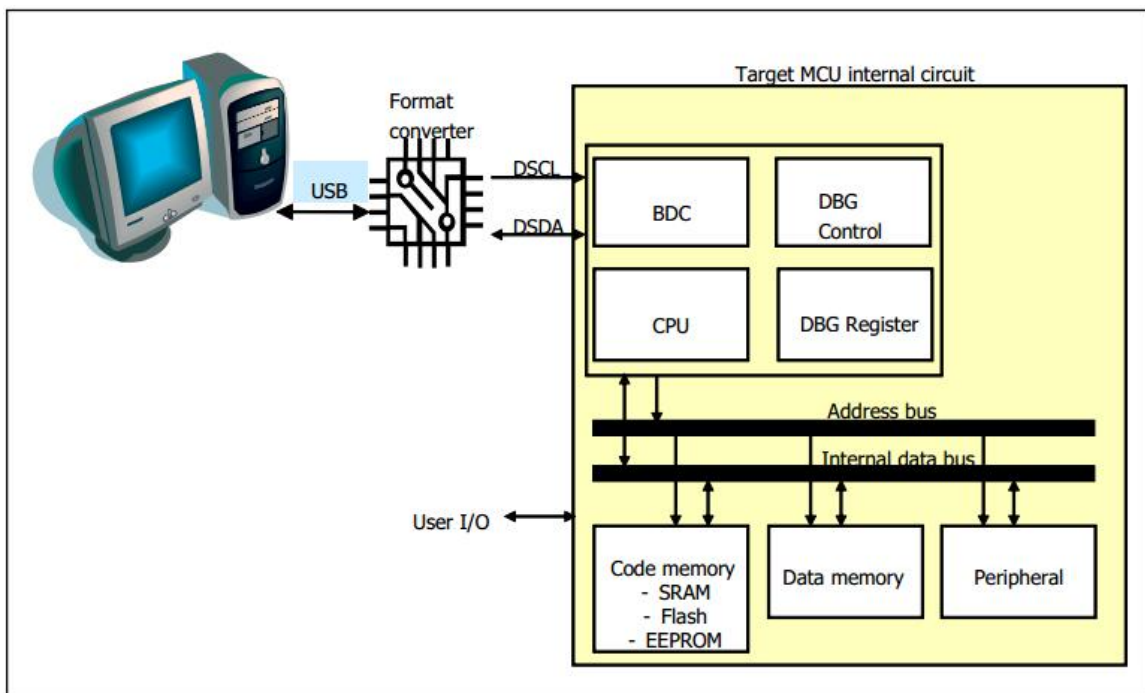 Target MCU internal circuit
Format
converter
USB
DSCL
DSDA
BDC
DBG
Control
CPU
DBG Register
Address bus
Internal data bus
User I/O
Code memory
- SRAM
- Flash
- EEPROM
Data memory
Peripheral